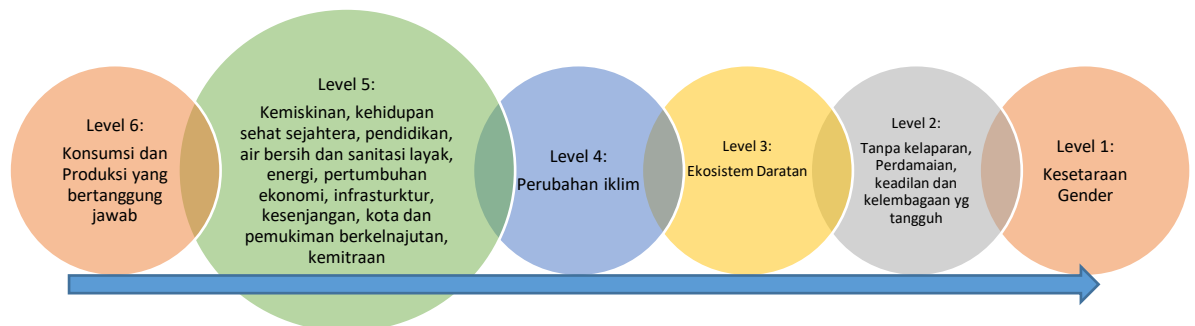 Level 6:
Konsumsi dan
Produksi yang
bertanggung
jawab
Level 5:
Kemiskinan, kehidupan
sehat sejahtera, pendidikan,
air bersih dan sanitasi layak,
energi, pertumbuhan
ekonomi, infrasturktur,
kesenjangan, kota dan
pemukiman berkelnajutan,
kemitraan
Level 4:
Perubahan iklim
Level 3:
Ekosistem Daratan
Level 2:
Tanpa kelaparan,
Perdamaian,
keadilan dan
kelembagaan yg
tangguh
Level 1:
Kesetaraan
Gender